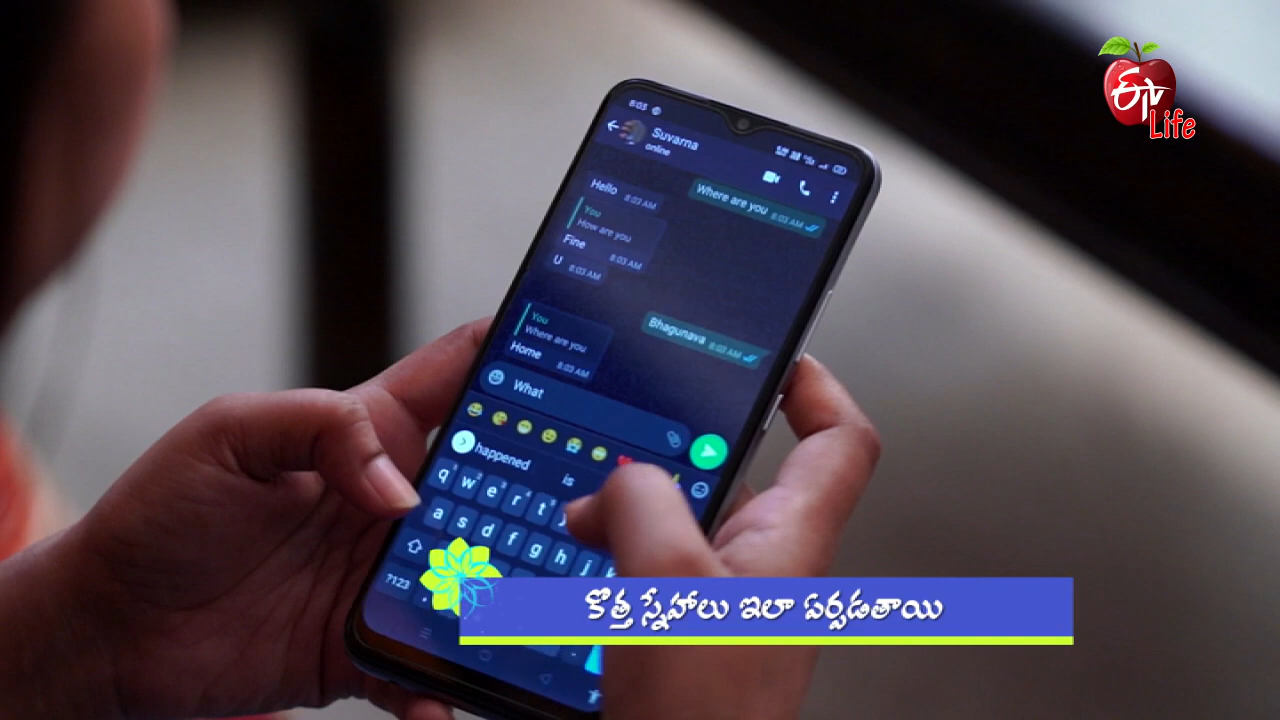 ఈTV
Life
8:03
Suvarna
online
Where are you 8:03 AM
Hello 8:03 AM
You
How are you
Fine 8:03 AM
U 8:03 AM
Bhagunava 8:03 AM
You
Where are you
Home 8:03 AM
What
happened is
q w e r t
a s d f g h j k
?123
కొత్త స్నేహాలు ఇలా ఏర్పడతాయి